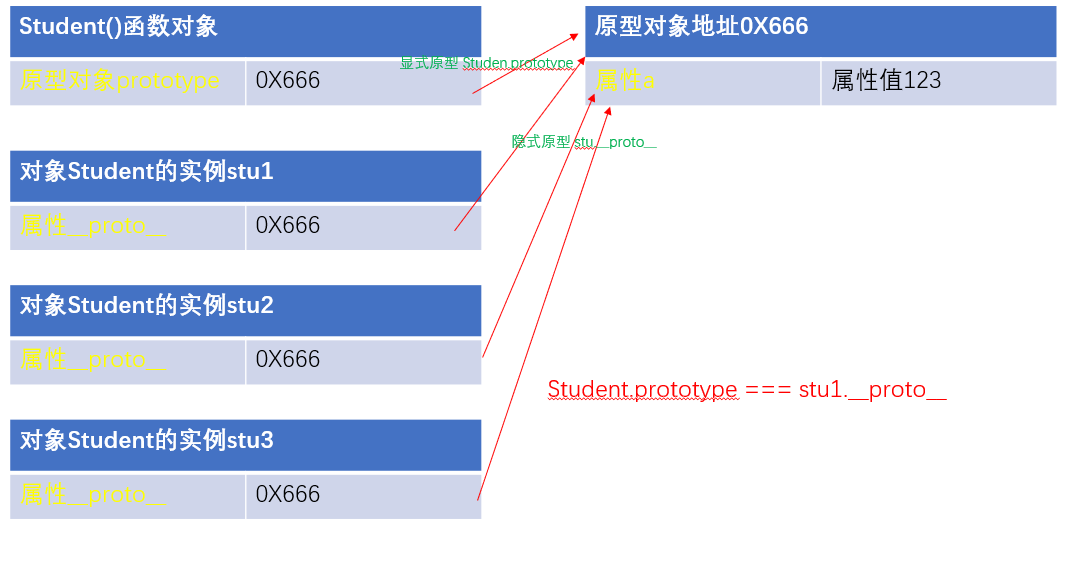 Student()函数对象
原型对象prototype
0X666
原型对象地址0X666
属性a
属性值123
显式原型 Studen.prototype
隐式原型 stu.__proto__
对象Student的实例stu1
属性__proto__
0X666
对象Student的实例stu2
属性__proto__
0X666
Student.prototype === stu1.__proto__
对象Student的实例stu3
属性__proto__
0X666